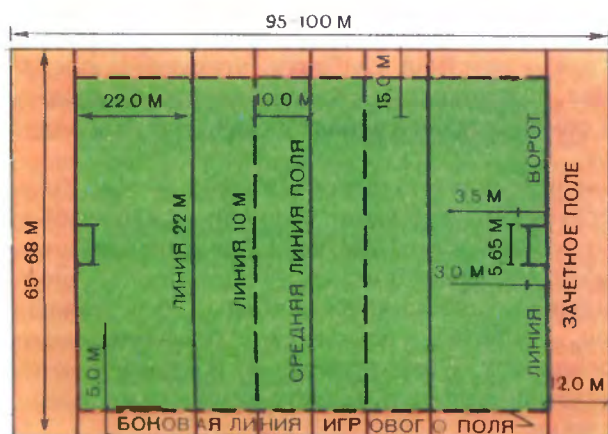 95-100 М
22.0 М
10.0 М
15.0 М
ВОРОТ
3.5 М
5.65 М
3.0 М
ЛИНИЯ
ЗАЧЕТНОЕ ПОЛЕ
65-68 М
ЛИНИЯ 22 М
ЛИНИЯ 10 М
СРЕДНЯЯ ЛИНИЯ ПОЛЯ
5.0 М
2.0 М
БОКОВАЯ ЛИНИЯ ИГРОВОГО ПОЛЯ